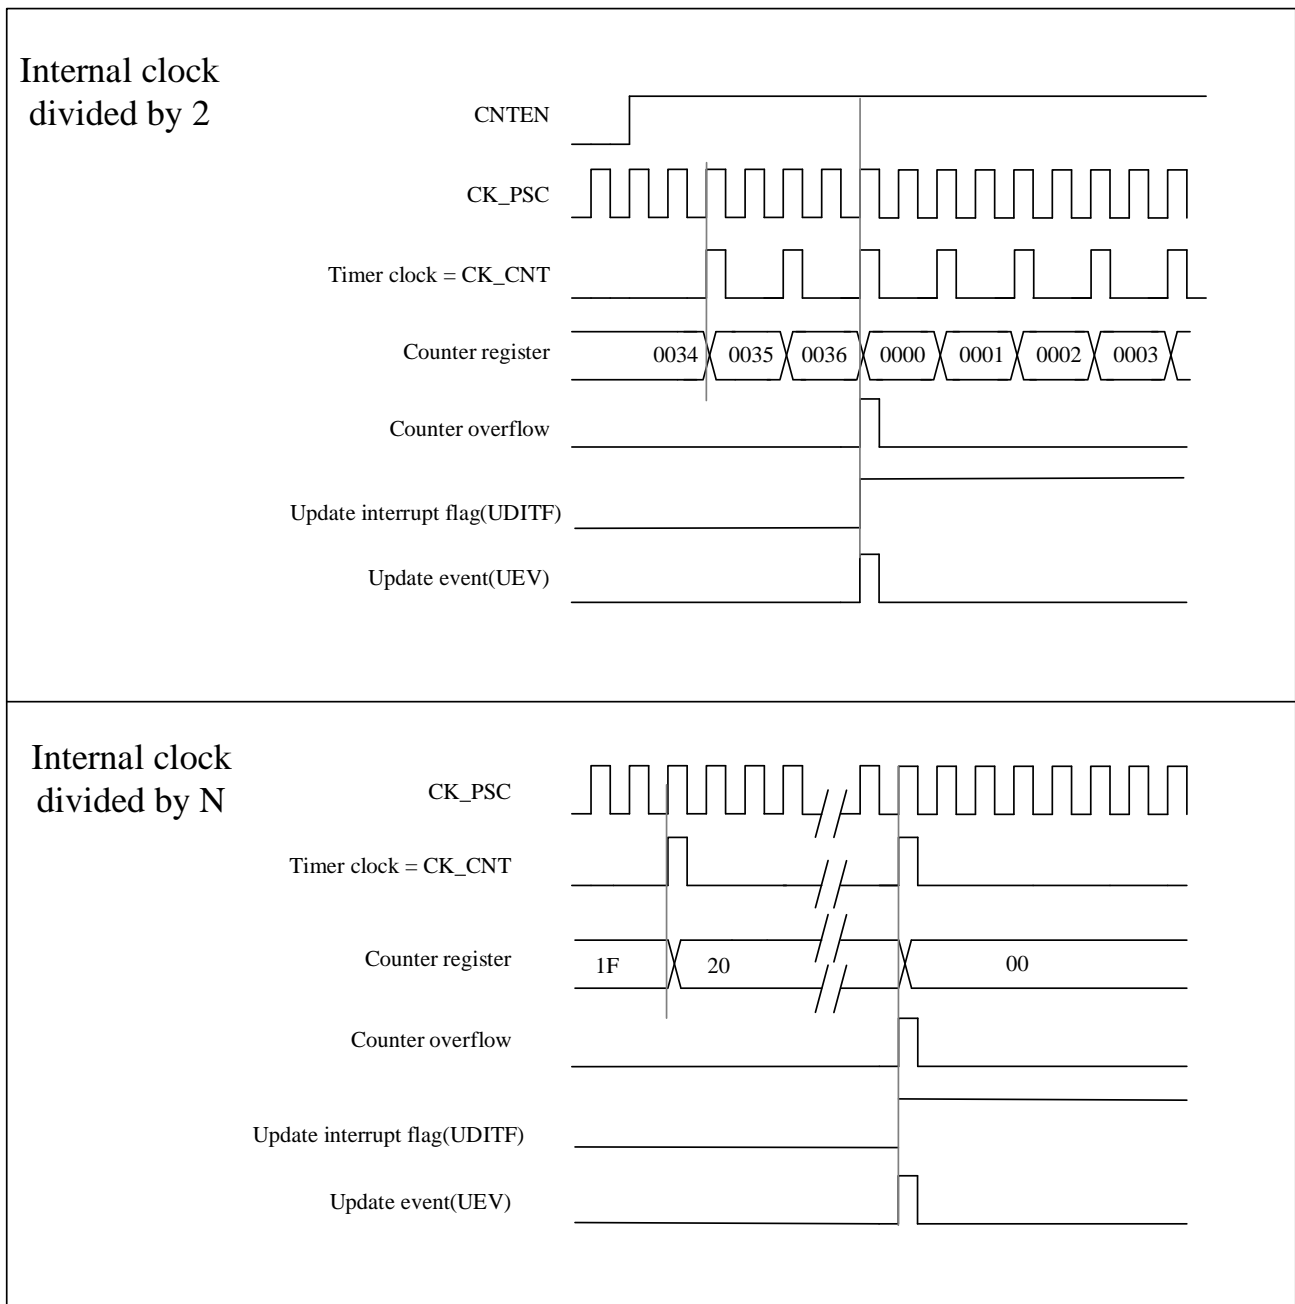 Internal clock
divided by 2
CNTEN
CK_PSC
Timer clock = CK_CNT
Counter register
0034 0035 0036 0000 0001 0002 0003
Counter overflow
Update interrupt flag(UDITF)
Update event(UEV)
Internal clock
divided by N
CK_PSC
Timer clock = CK_CNT
Counter register
1F 20 00
Counter overflow
Update interrupt flag(UDITF)
Update event(UEV)